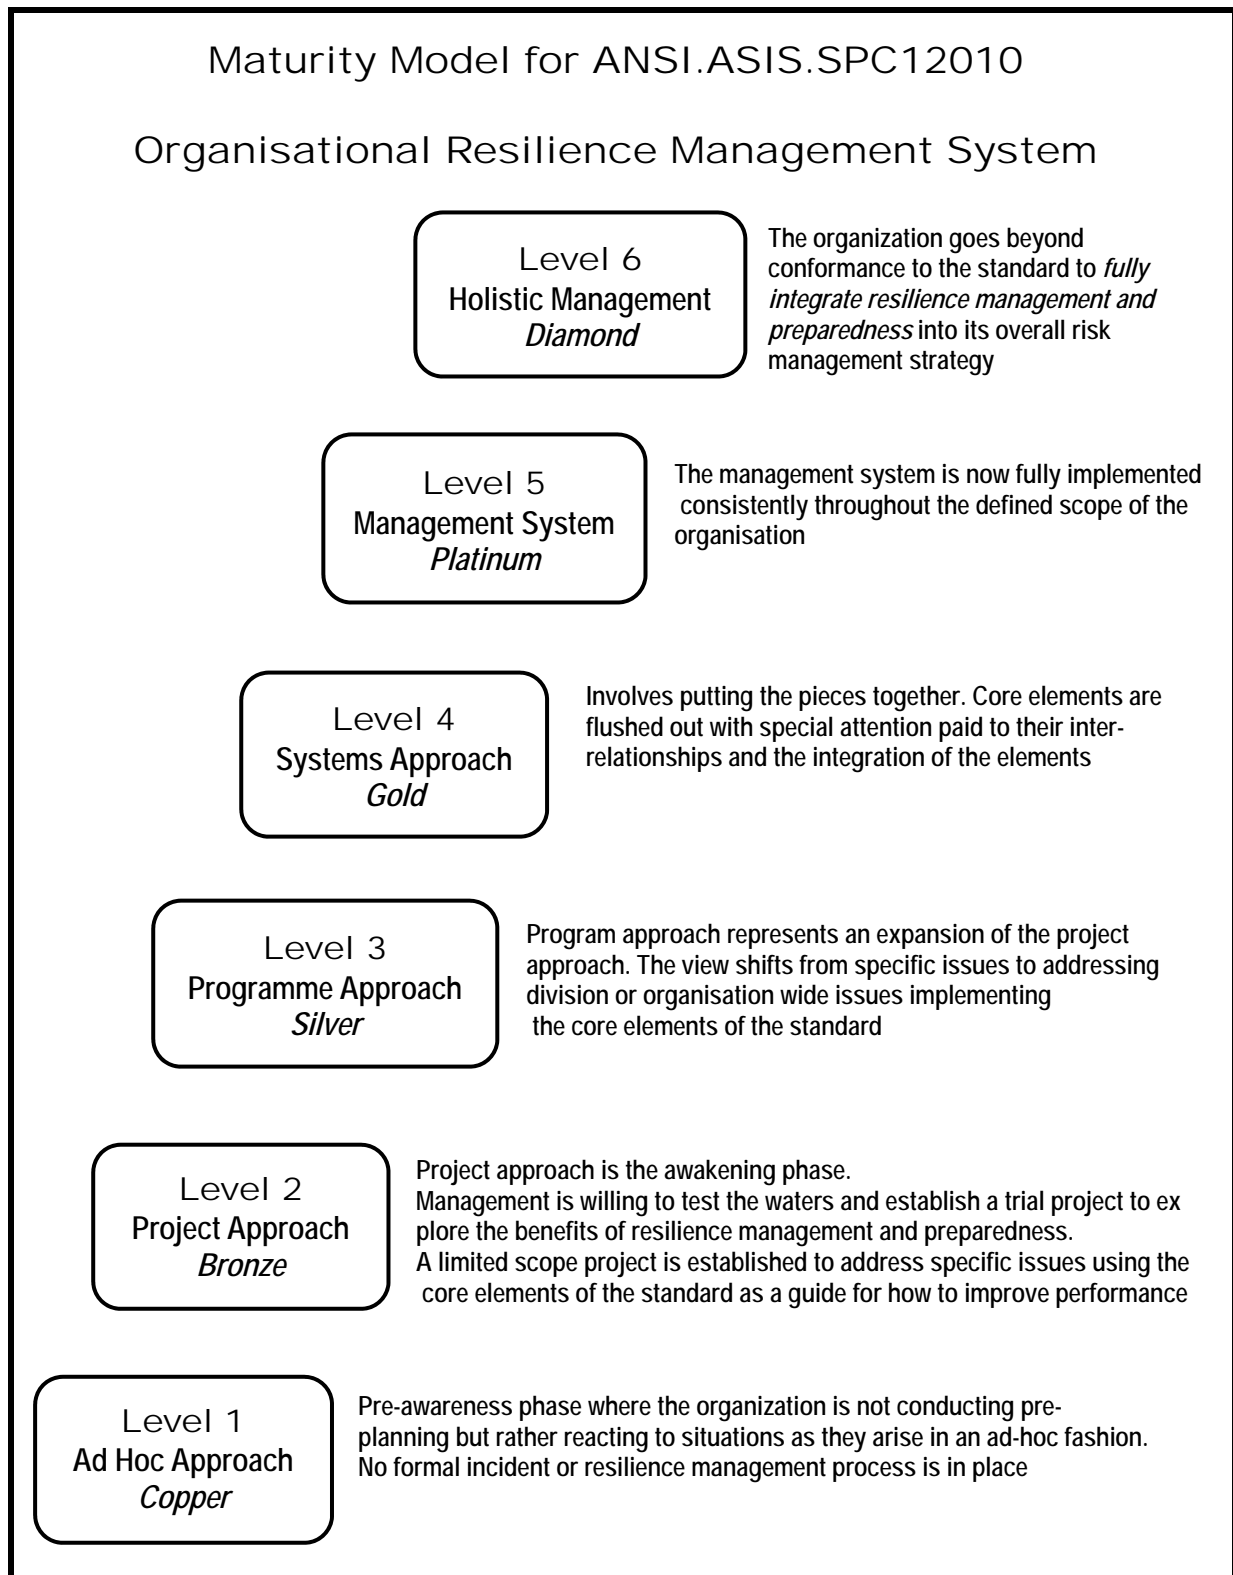 Maturity Model for ANSI.ASIS.SPC12010
Organisational Resilience Management System
Level 6
Holistic Management
Diamond
The organization goes beyond
conformance to the standard to fully
integrate resilience management and
preparedness into its overall risk
management strategy
Level 5
Management System
Platinum
The management system is now fully implemented
consistently throughout the defined scope of the
organisation
Level 4
Systems Approach
Gold
Involves putting the pieces together. Core elements are
flushed out with special attention paid to their inter-
relationships and the integration of the elements
Level 3
Programme Approach
Silver
Program approach represents an expansion of the project
approach. The view shifts from specific issues to addressing
division or organisation wide issues implementing
the core elements of the standard
Level 2
Project Approach
Bronze
Project approach is the awakening phase.
Management is willing to test the waters and establish a trial project to ex
plore the benefits of resilience management and preparedness.
A limited scope project is established to address specific issues using the
core elements of the standard as a guide for how to improve performance
Level 1
Ad Hoc Approach
Copper
Pre-awareness phase where the organization is not conducting pre-
planning but rather reacting to situations as they arise in an ad-hoc fashion.
No formal incident or resilience management process is in place